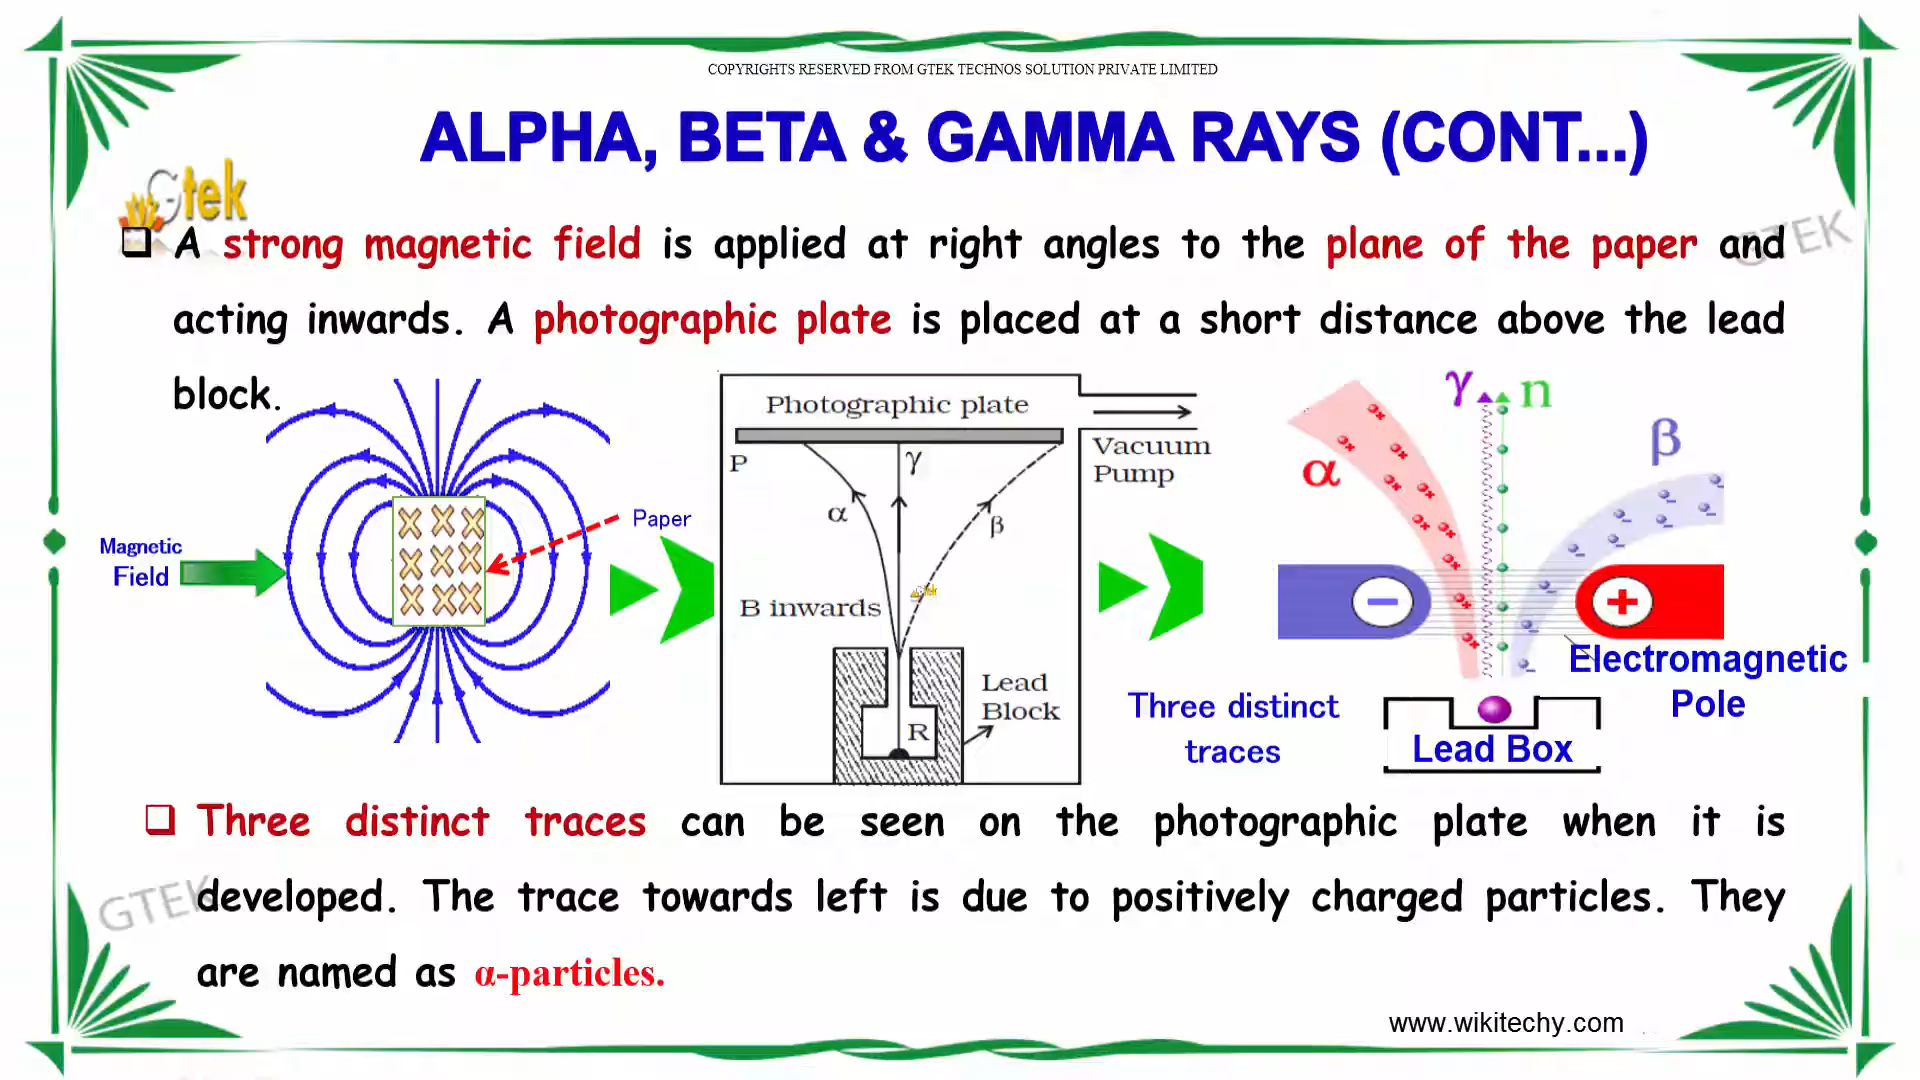 COPYRIGHTS RESERVED FROM GTEK TECHNOS SOLUTION PRIVATE LIMITED
ALPHA, BETA & GAMMA RAYS (CONT...)
Gtek
GTEK
❑ A strong magnetic field is applied at right angles to the plane of the paper and
acting inwards. A photographic plate is placed at a short distance above the lead
block.
Magnetic
Field
Paper
Photographic plate
P
Vacuum
Pump
γ
α
β
B inwards
Lead
Block
R
γ n
β
α
−
+
Electromagnetic
Pole
Three distinct
traces
Lead Box
❑ Three distinct traces can be seen on the photographic plate when it is
developed. The trace towards left is due to positively charged particles. They
are named as α-particles.
GTEK
www.wikitechy.com